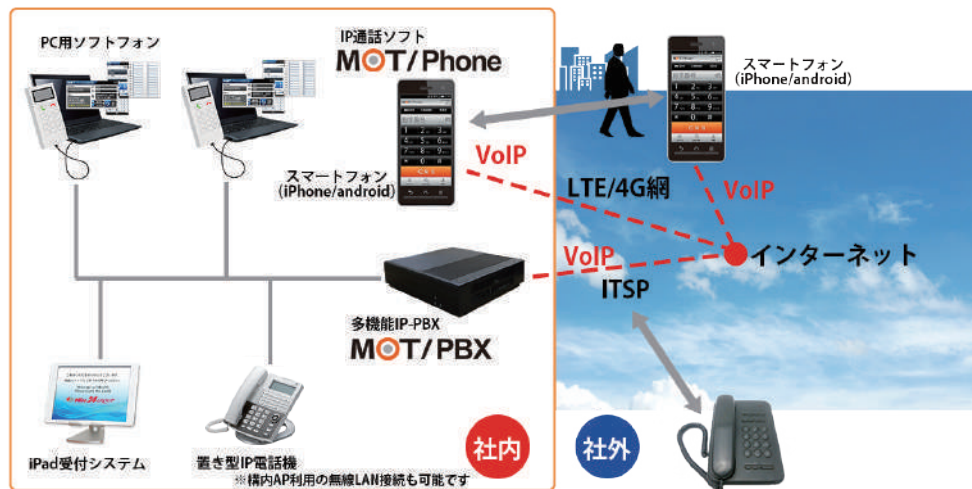 PC用ソフトフォン
IP通話ソフト
MOT/Phone
スマートフォン
(iPhone/android)
スマートフォン
(iPhone/android)
VoIP
LTE/4G網
VoIP
VoIP
ITSP
インターネット
多機能IP-PBX
MOT/PBX
iPad受付システム
置き型IP電話機
※構内AP利用の無線LAN接続も可能です
社内
社外